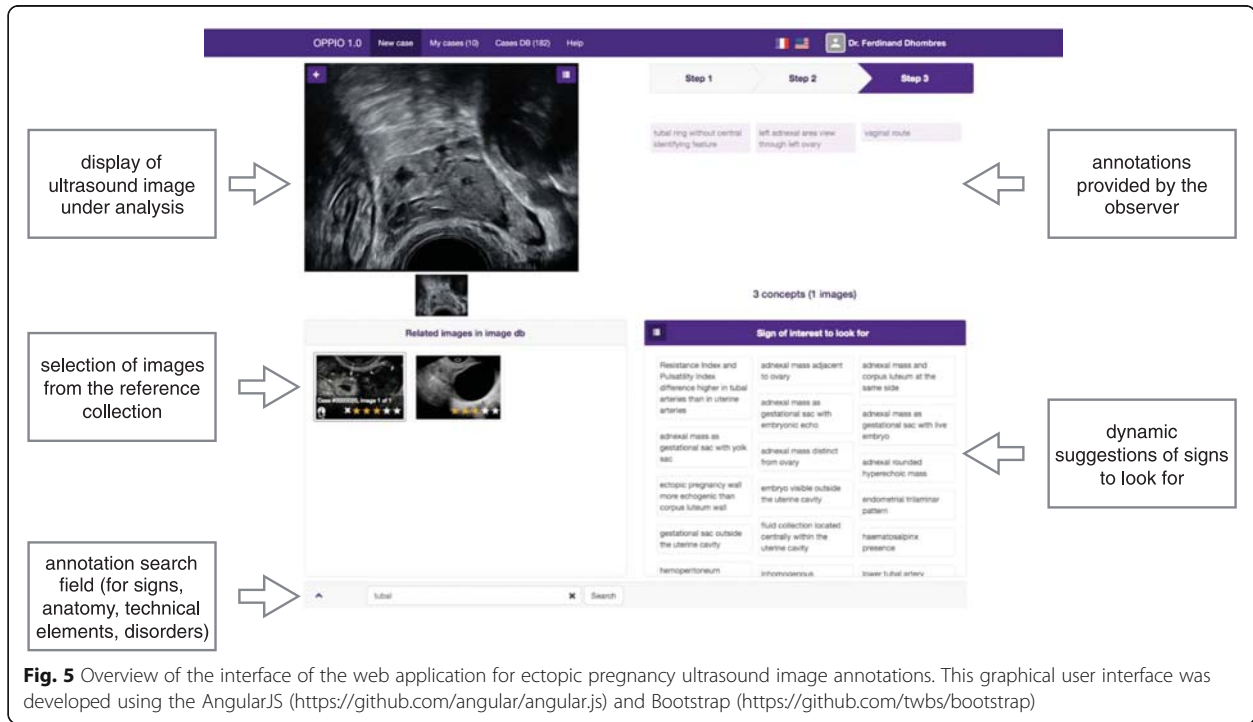 OPPIO 1.0 New case My cases (10) Cases DB (182) Help Dr. Ferdinand Dhombres
Step 1 Step 2 Step 3
tubal ring without central
identifying feature
left adnexal area view
through left ovary
vaginal route
display of
ultrasound image
under analysis
annotations
provided by the
observer
3 concepts (1 images)
Related images in image db
Sign of interest to look for
selection of images
from the reference
collection
image 1 of 1
Resistance Index and
Pulsatility Index
difference higher in tubal
arteries than in uterine
arteries
adnexal mass as
gestational sac with yolk
sac
ectopic pregnancy wall
more echogenic than
corpus luteum wall
gestational sac outside
the uterine cavity
hemoperitoneum
adnexal mass adjacent
to ovary
adnexal mass as
gestational sac with
embryonic echo
adnexal mass distinct
from ovary
embryo visible outside
the uterine cavity
fluid collection located
centrally within the
uterine cavity
inhomogenous
adnexal mass and
corpus luteum at the
same side
adnexal mass as
gestational sac with live
embryo
adnexal rounded
hyperechoic mass
endometrial trilaminar
pattern
haematosalpinx
presence
lower tubal artery
dynamic
suggestions of signs
to look for
annotation search
field (for signs,
anatomy, technical
elements, disorders)
tubal Search
Fig. 5 Overview of the interface of the web application for ectopic pregnancy ultrasound image annotations. This graphical user interface was
developed using the AngularJS (https://github.com/angular/angular.js) and Bootstrap (https://github.com/twbs/bootstrap)